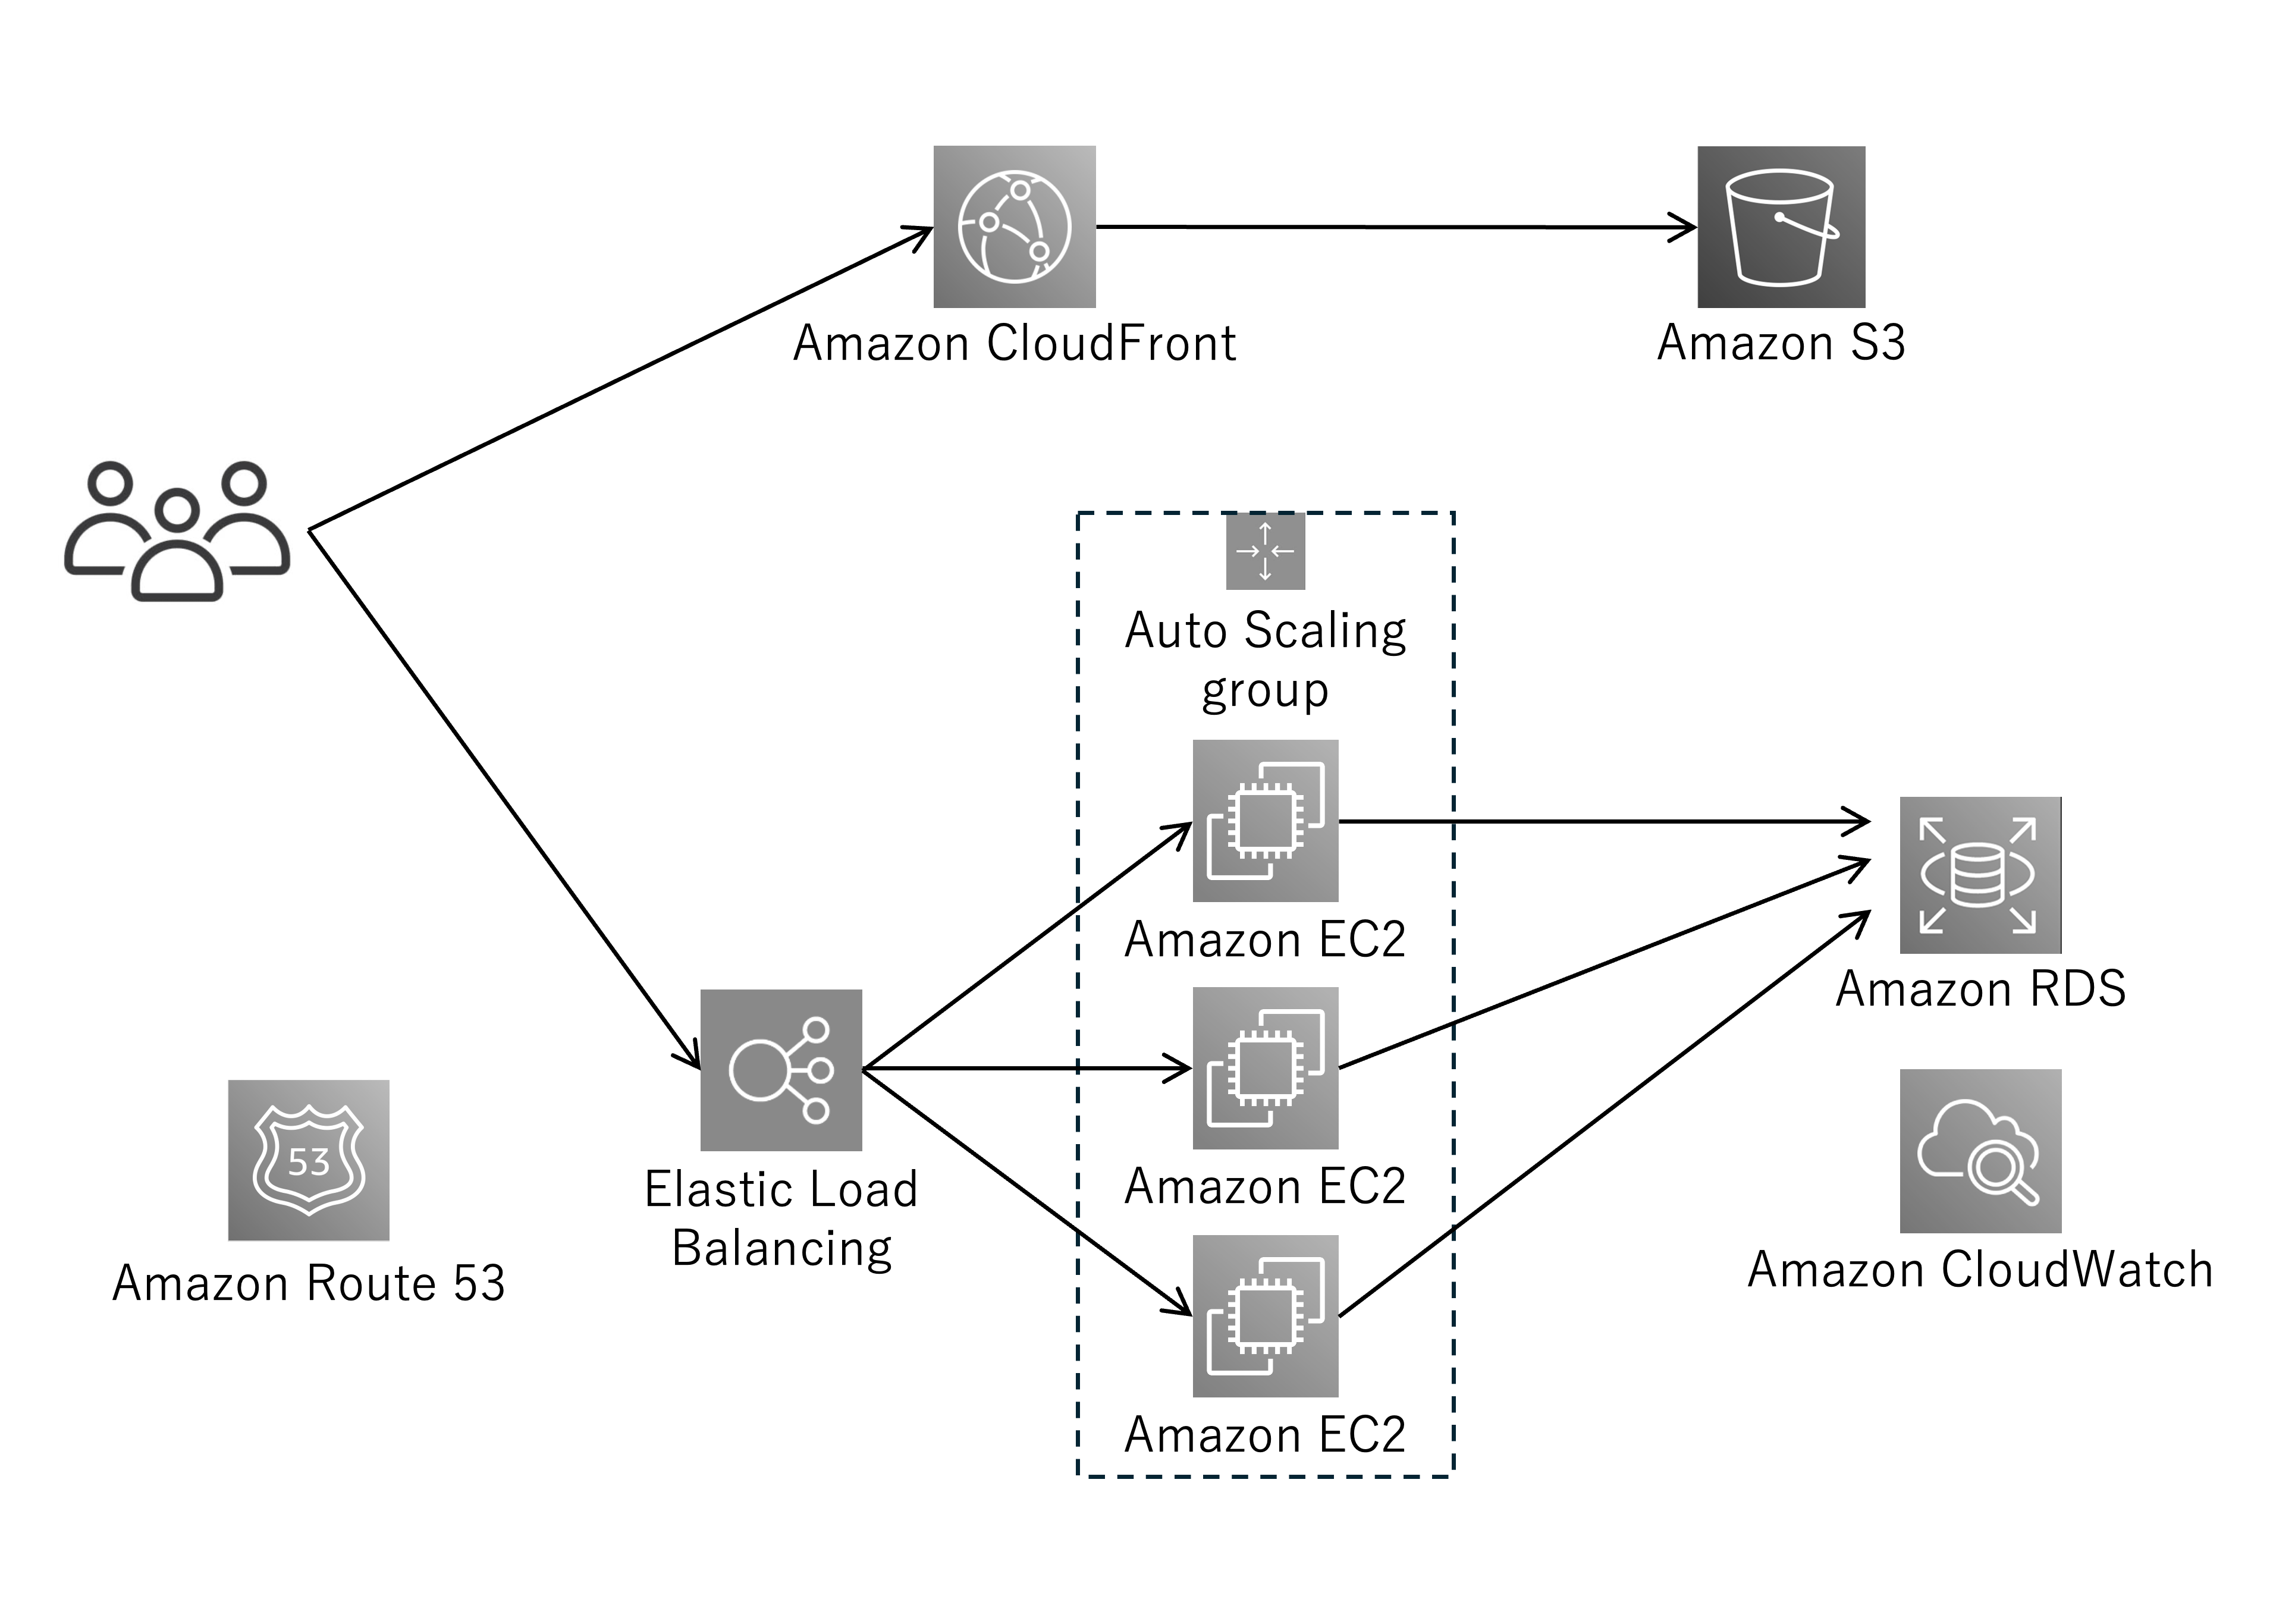 Amazon CloudFront
Amazon S3
Auto Scaling
group
Amazon EC2
Amazon RDS
Amazon EC2
Elastic Load
Balancing
53
Amazon Route 53
Amazon CloudWatch
Amazon EC2